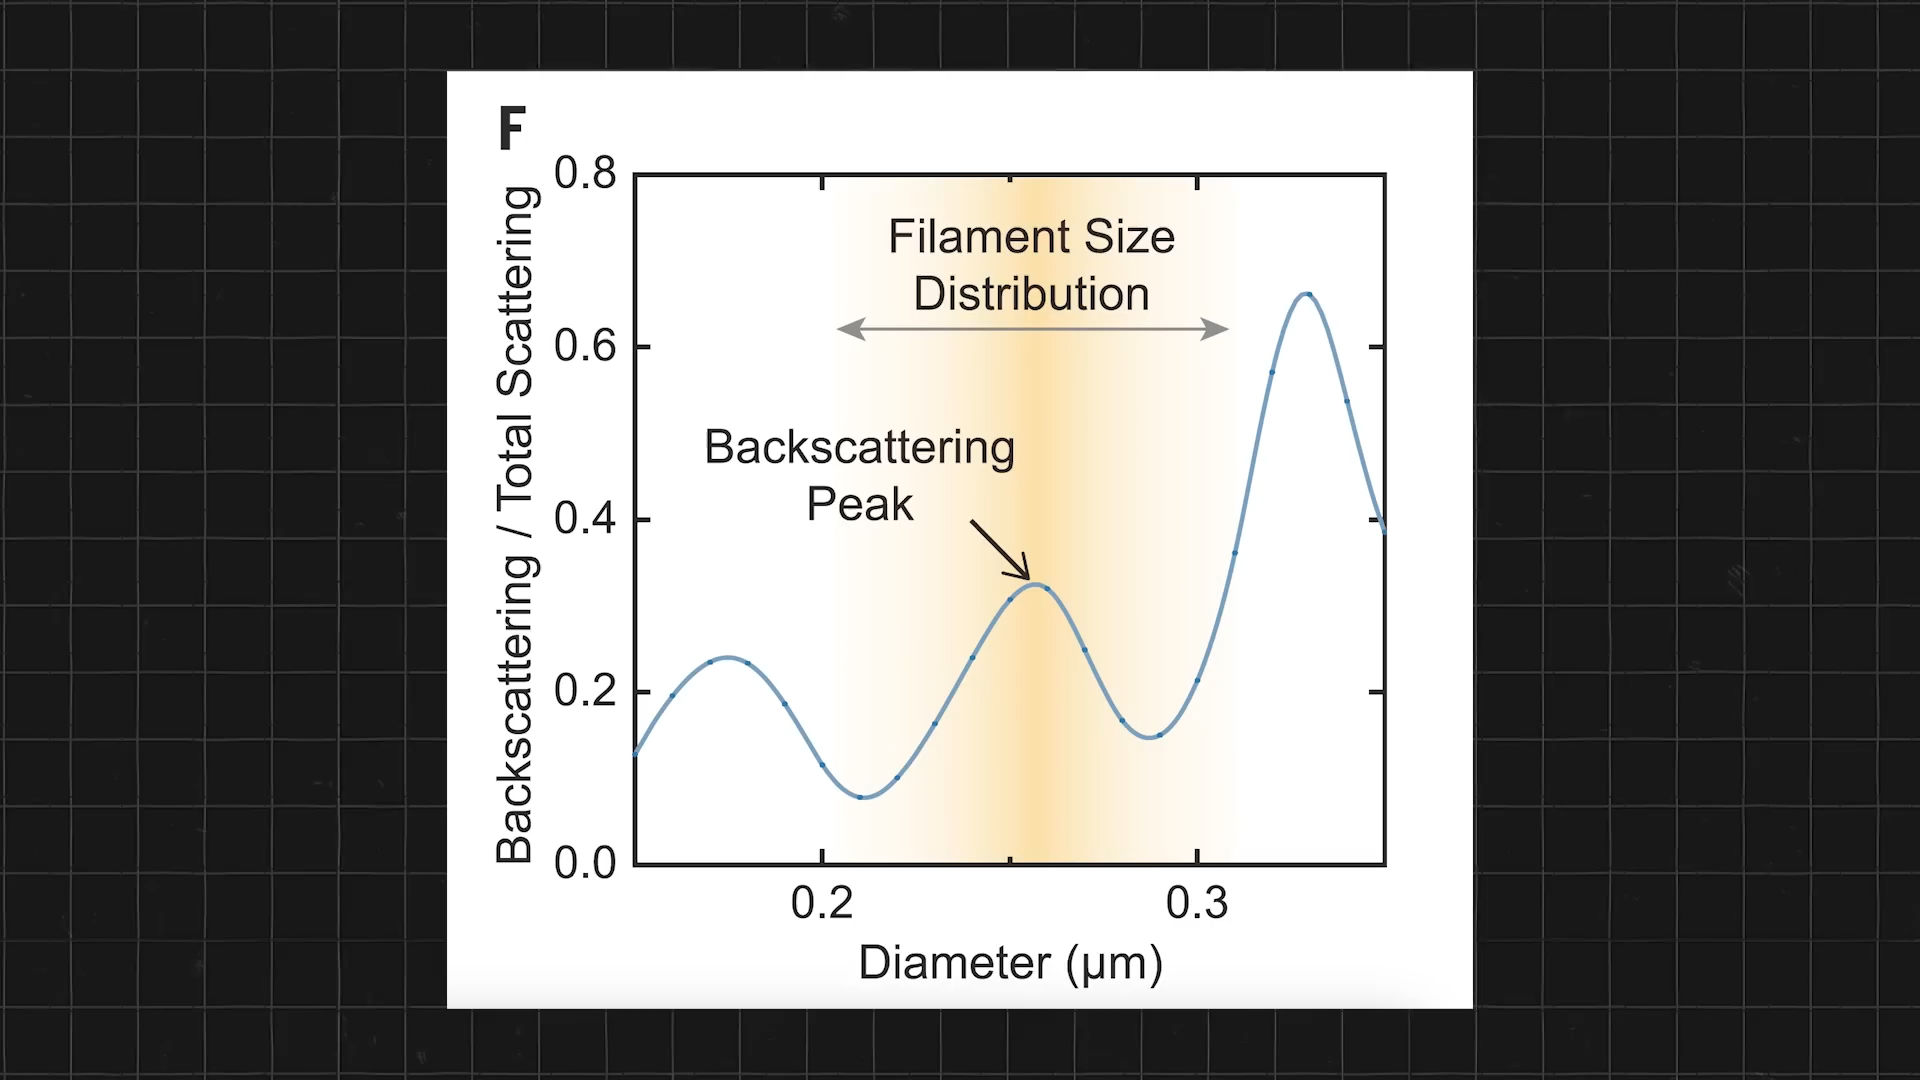 F
0.8
0.6
0.4
0.2
0.0
Backscattering / Total Scattering
Filament Size
Distribution
Backscattering
Peak
0.2
0.3
Diameter (μm)